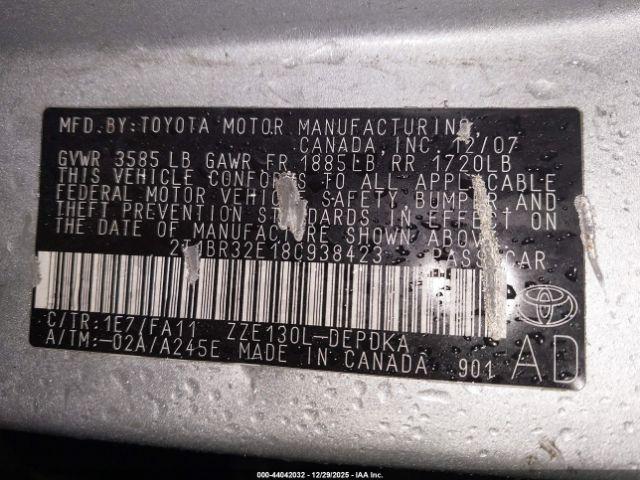 MFD. BY: TOYOTA MOTOR MANUFACTURING,
CANADA, INC. 12/07
GVWR 3585 LB GAWR FR 1885LB RR 1720LB
THIS VEHICLE CONFORMS TO ALL APPLICABLE
FEDERAL MOTOR VEHICLE SAFETY, BUMPER AND
THEFT PREVENTION STANDARDS IN EFFECT ON
THE DATE OF MANUFACTURE SHOWN ABOVE.
2T1BR32E18C938423 PASS. CAR
C/TR: 1E7/FA11 ZZE130L-DEPDKA
A/TM: -02A/A245E MADE IN CANADA 901
AD
000-44042032 - 12/29/2025 - IAA Inc.